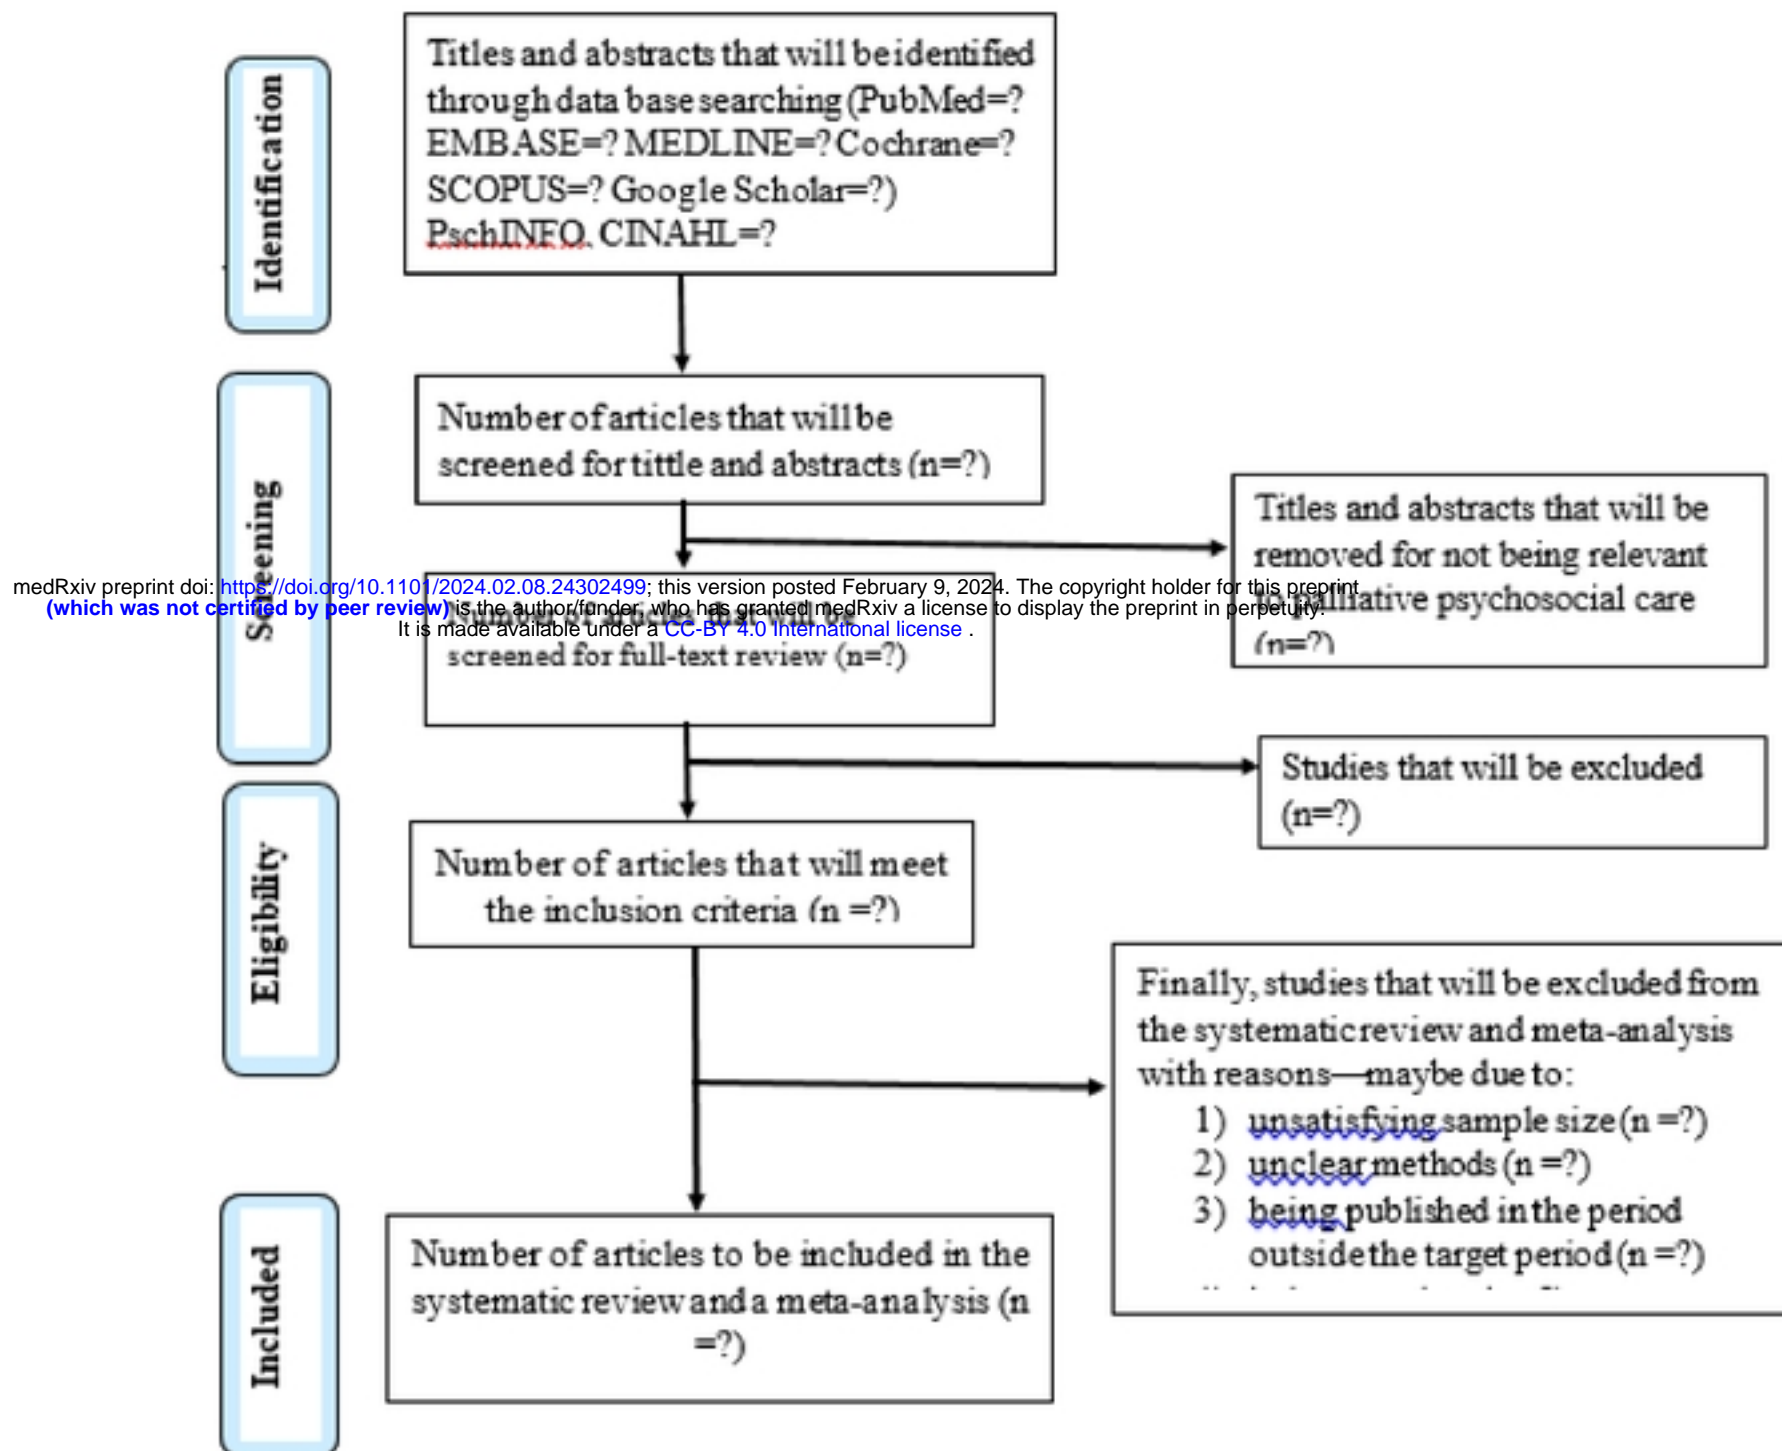 Identification
Titles and abstracts that will be identified
through data base searching (PubMed=?
EMBASE=? MEDLINE=? Cochrane=?
SCOPUS=? Google Scholar=?)
PschINFO, CINAHL=?
Screening
Number of articles that will be
screened for tittle and abstracts (n=?)
Titles and abstracts that will be
removed for not being relevant
to palliative psychosocial care
(n=?)
medRxiv preprint doi: https://doi.org/10.1101/2024.02.08.24302499; this version posted February 9, 2024. The copyright holder for this preprint
(which was not certified by peer review) is the author/funder, who has granted medRxiv a license to display the preprint in perpetuity.
It is made available under a CC-BY 4.0 International license .
Number of articles that will be
screened for full-text review (n=?)
Studies that will be excluded
(n=?)
Eligibility
Number of articles that will meet
the inclusion criteria (n =?)
Finally, studies that will be excluded from
the systematic review and meta-analysis
with reasons—maybe due to:
1) unsatisfying sample size (n =?)
2) unclear methods (n =?)
3) being published in the period
outside the target period (n =?)
Included
Number of articles to be included in the
systematic review and a meta-analysis (n
=?)